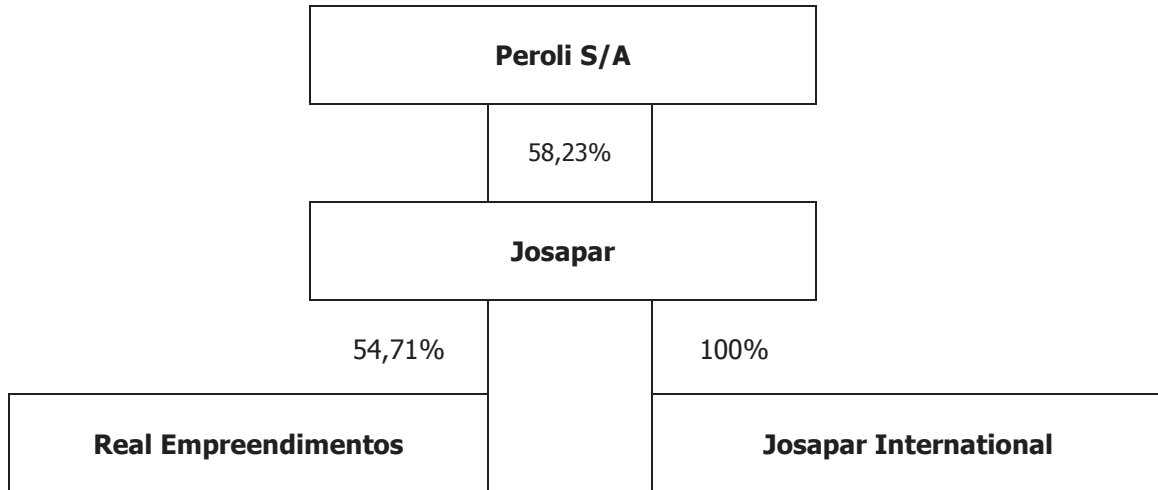 Peroli S/A
58,23%
Josapar
54,71%
100%
Real Empreendimentos
Josapar International